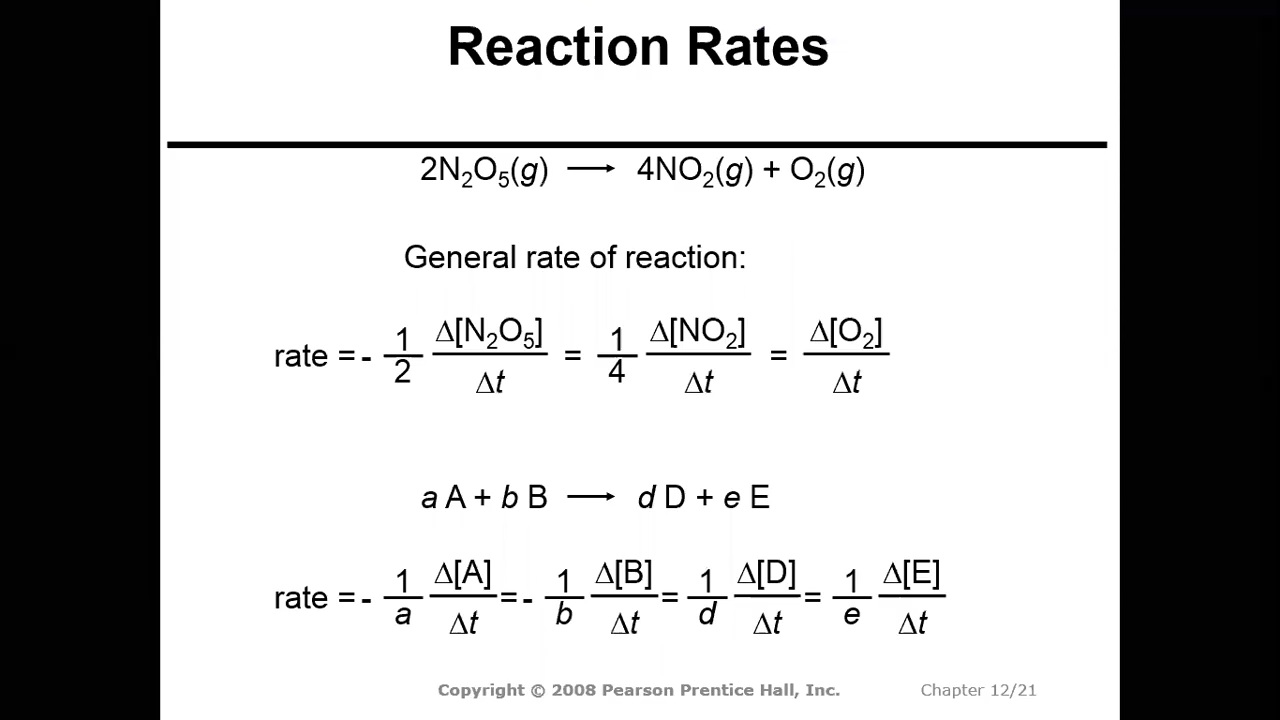 Reaction Rates
2N₂O₅(g) ⟶ 4NO₂(g) + O₂(g)
General rate of reaction:
rate = - 1/2 Δ[N₂O₅]/Δt = 1/4 Δ[NO₂]/Δt = Δ[O₂]/Δt
a A + b B ⟶ d D + e E
rate = - 1/a Δ[A]/Δt = - 1/b Δ[B]/Δt = 1/d Δ[D]/Δt = 1/e Δ[E]/Δt
Copyright © 2008 Pearson Prentice Hall, Inc. Chapter 12/21